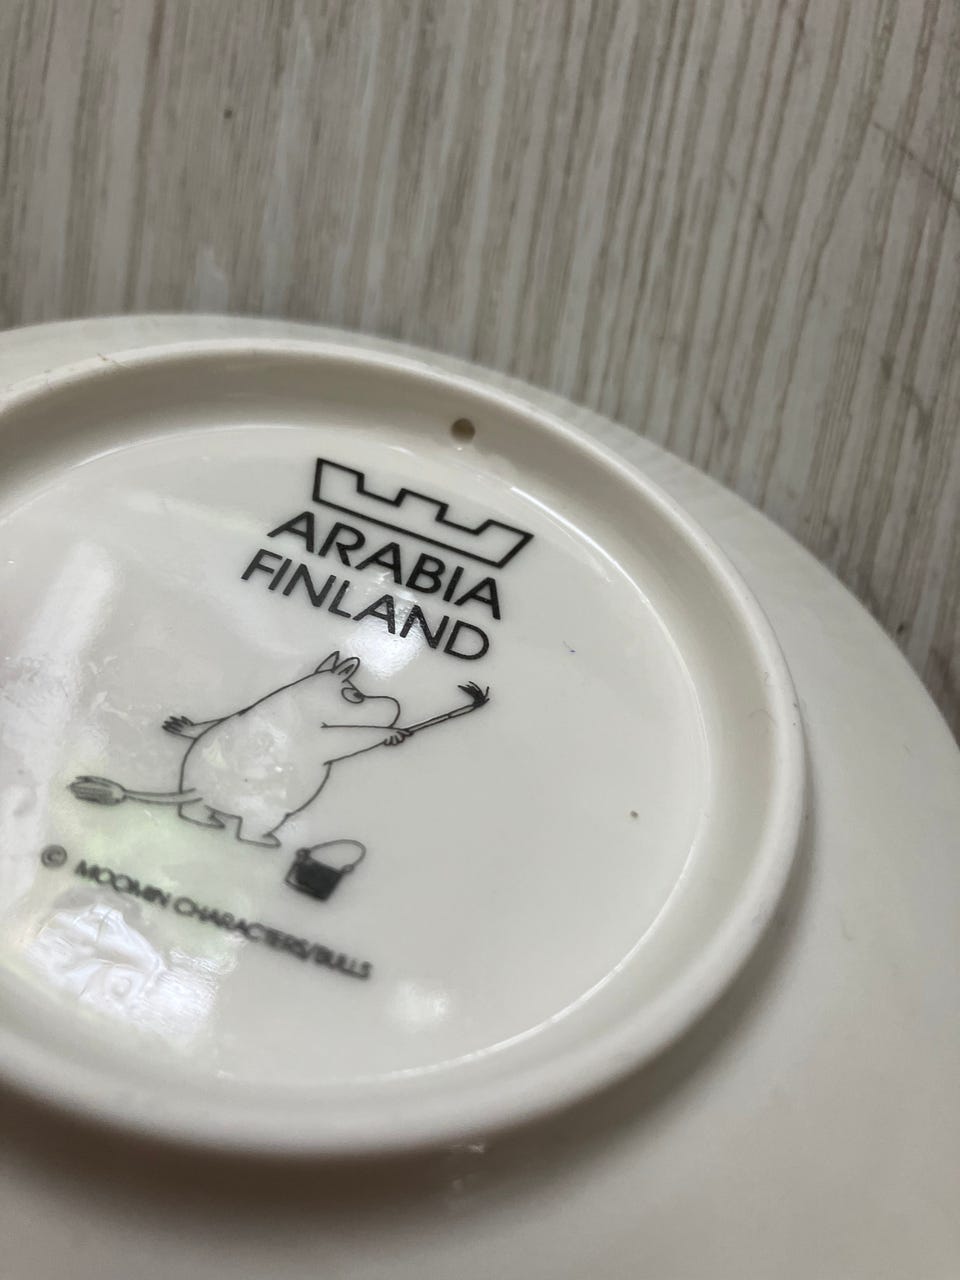 ARABIA
FINLAND
© MOOMIN CHARACTERS/BULLS